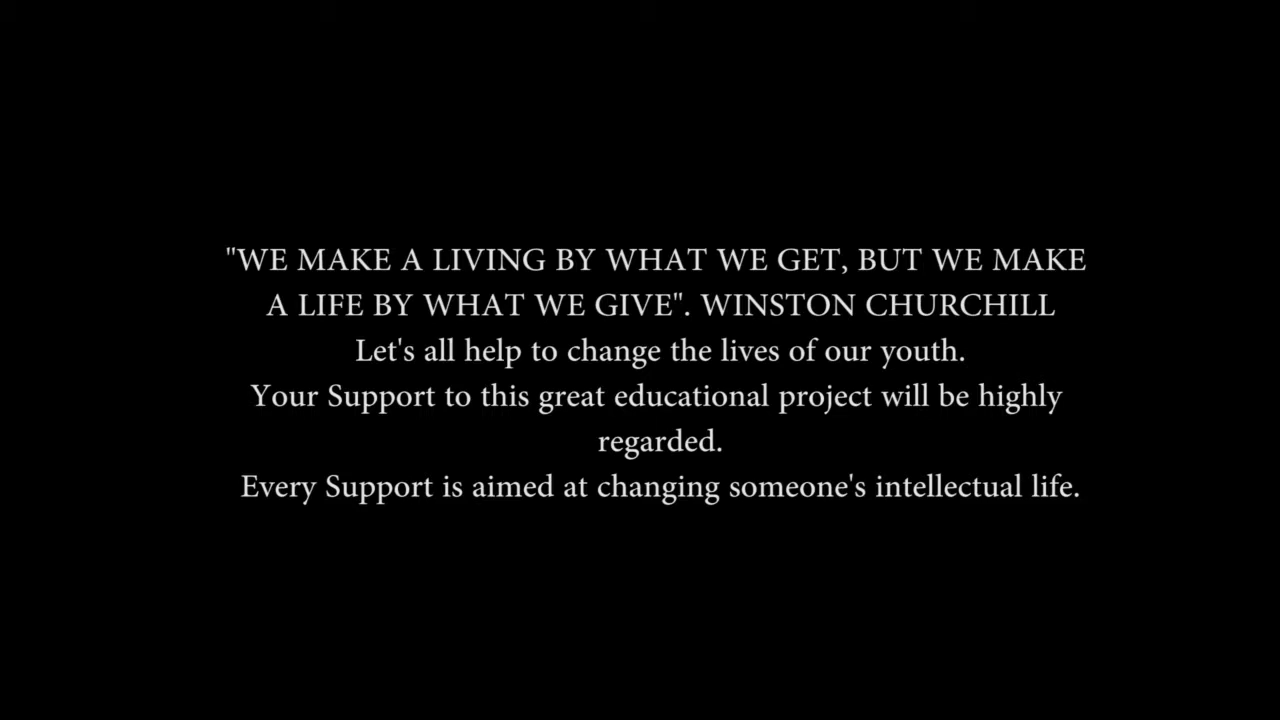 "WE MAKE A LIVING BY WHAT WE GET, BUT WE MAKE
A LIFE BY WHAT WE GIVE". WINSTON CHURCHILL
Let's all help to change the lives of our youth.
Your Support to this great educational project will be highly
regarded.
Every Support is aimed at changing someone's intellectual life.